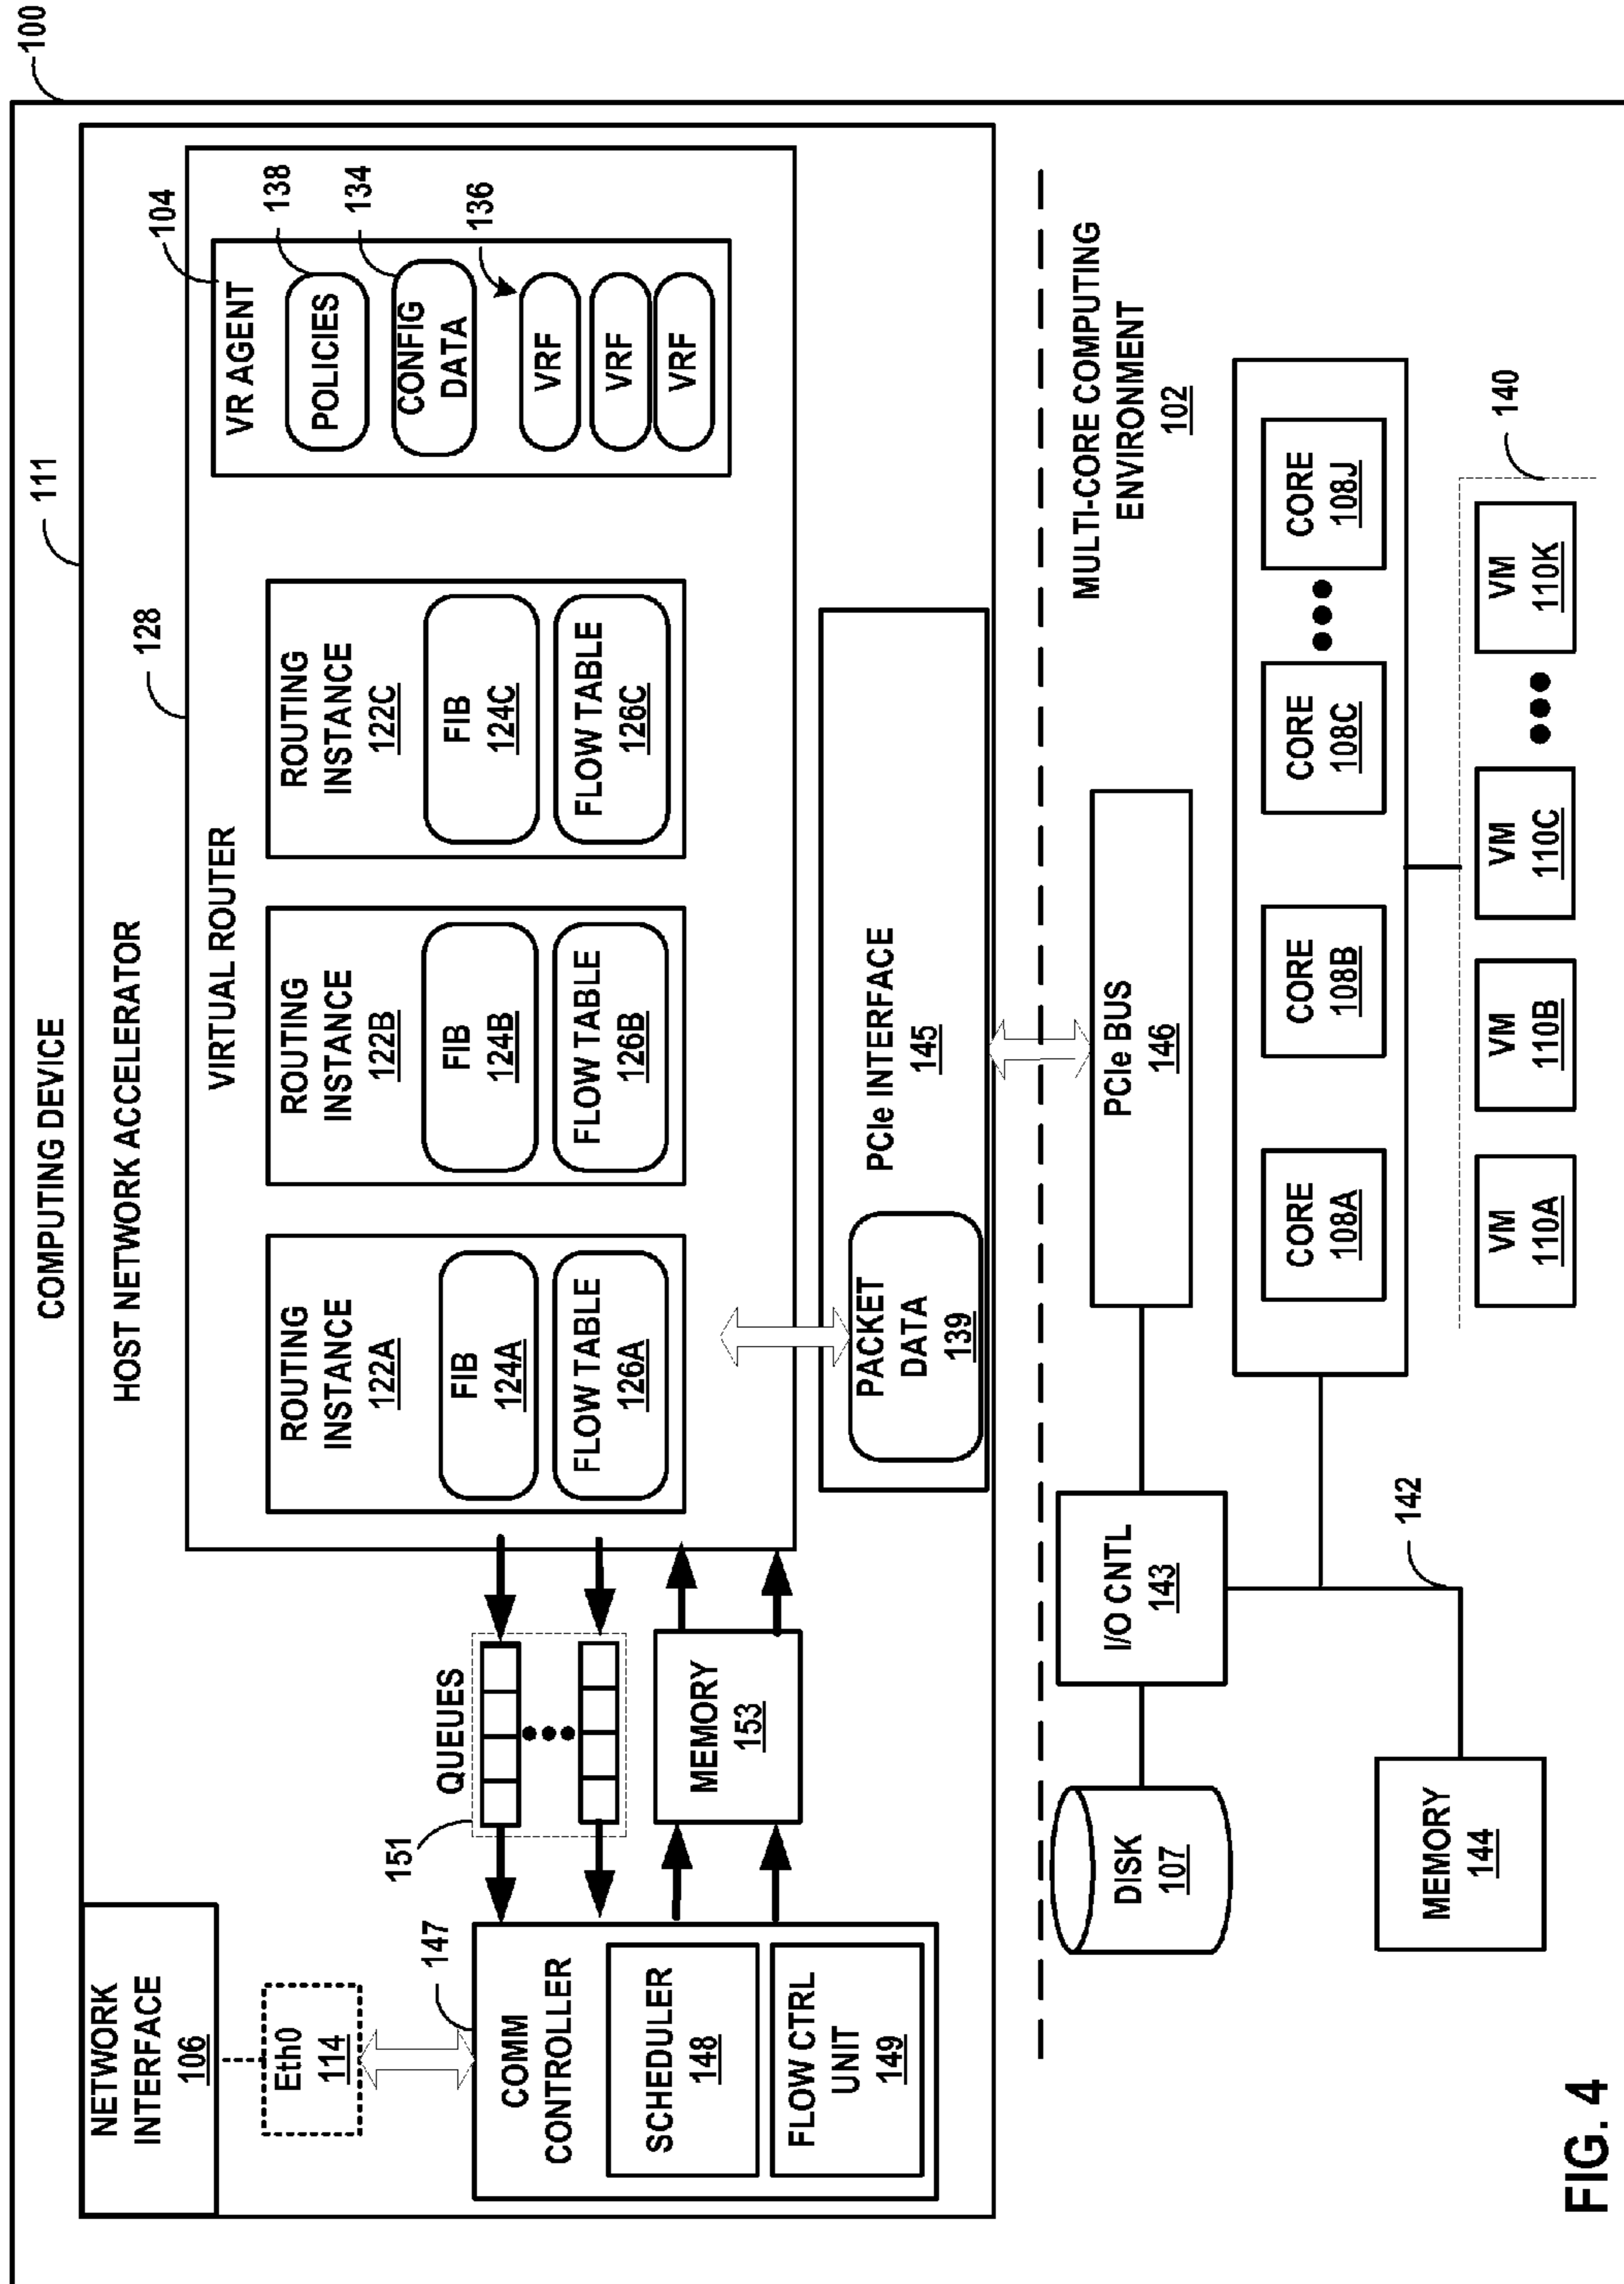 COMPUTING DEVICE
100
HOST NETWORK ACCELERATOR
111
NETWORK
INTERFACE
106
Eth0
114
147
COMM
CONTROLLER
SCHEDULER
148
FLOW CTRL
UNIT
149
151
QUEUES
MEMORY
153
VIRTUAL ROUTER
128
ROUTING
INSTANCE
122A
FIB
124A
FLOW TABLE
126A
ROUTING
INSTANCE
122B
FIB
124B
FLOW TABLE
126B
ROUTING
INSTANCE
122C
FIB
124C
FLOW TABLE
126C
104
VR AGENT
138
POLICIES
134
CONFIG
DATA
136
VRF
VRF
VRF
PACKET
DATA
139
PCIe INTERFACE
145
MULTI-CORE COMPUTING
ENVIRONMENT
102
PCIe BUS
146
I/O CNTL
143
DISK
107
142
MEMORY
144
CORE
108A
CORE
108B
CORE
108C
CORE
108J
140
VM
110A
VM
110B
VM
110C
VM
110K
FIG. 4